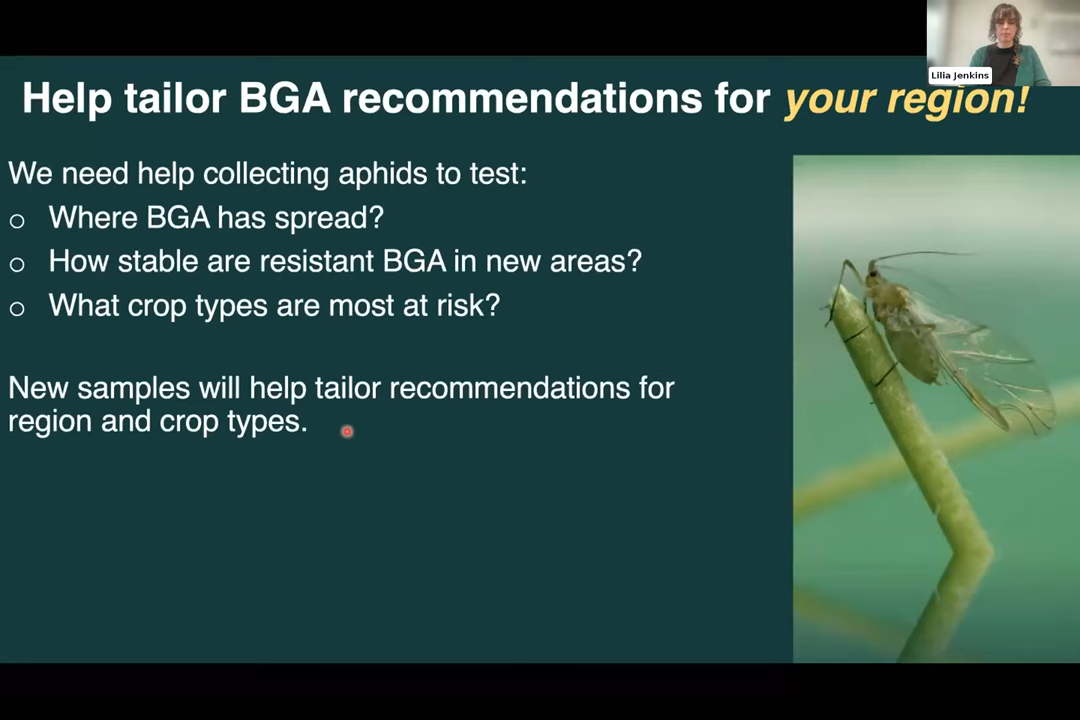 Lilia Jenkins
Help tailor BGA recommendations for your region!
We need help collecting aphids to test:
o Where BGA has spread?
o How stable are resistant BGA in new areas?
o What crop types are most at risk?
New samples will help tailor recommendations for
region and crop types.